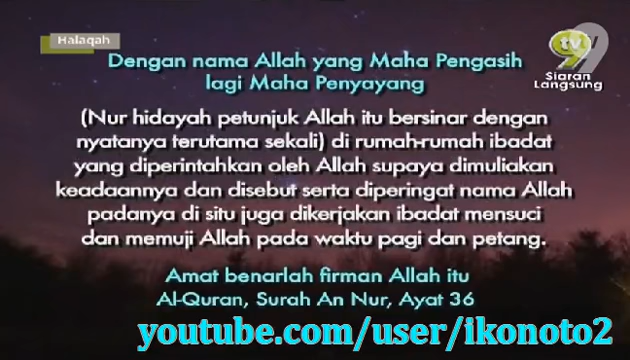 Halaqah
tv9
Siaran
Langsung
Dengan nama Allah yang Maha Pengasih
lagi Maha Penyayang
(Nur hidayah petunjuk Allah itu bersinar dengan
nyatanya terutama sekali) di rumah-rumah ibadat
yang diperintahkan oleh Allah supaya dimuliakan
keadaannya dan disebut serta diperingat nama Allah
padanya di situ juga dikerjakan ibadat mensuci
dan memuji Allah pada waktu pagi dan petang.
Amat benarlah firman Allah itu
Al-Quran, Surah An Nur, Ayat 36
youtube.com/user/ikonoto2